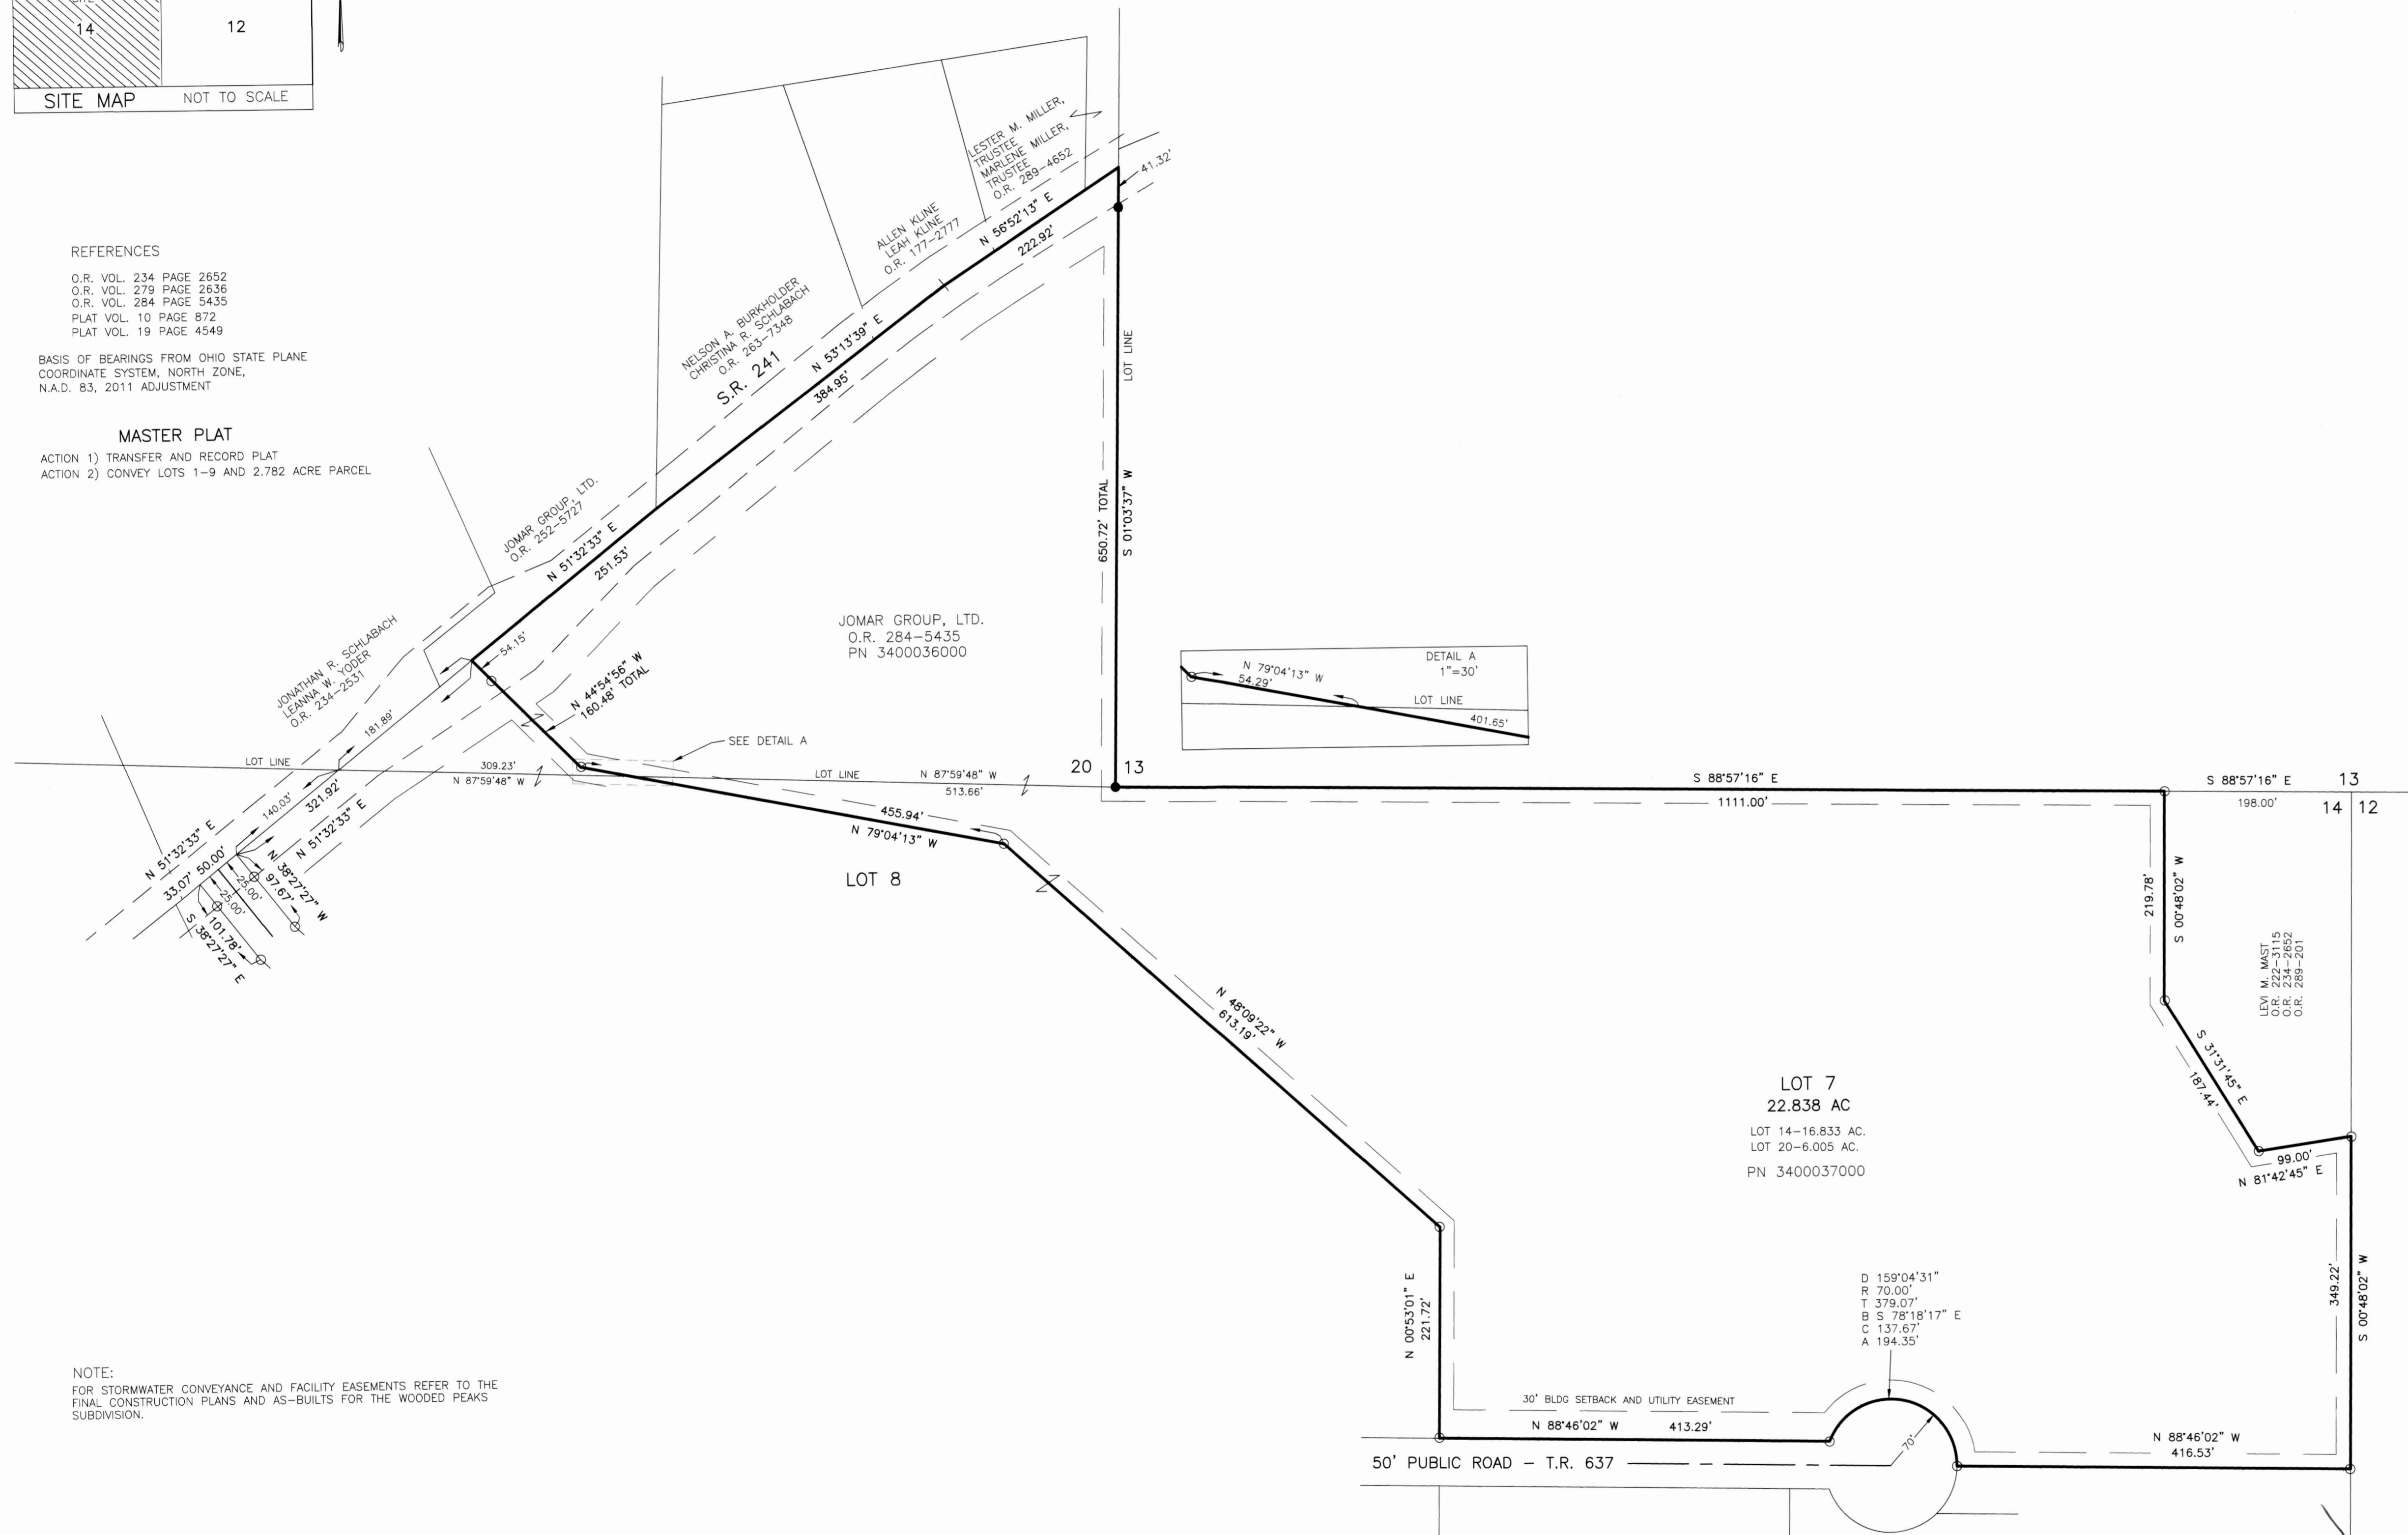 14
12
SITE MAP NOT TO SCALE
REFERENCES
O.R. VOL. 234 PAGE 2652
O.R. VOL. 279 PAGE 2636
O.R. VOL. 284 PAGE 5435
PLAT VOL. 10 PAGE 872
PLAT VOL. 19 PAGE 4549
BASIS OF BEARINGS FROM OHIO STATE PLANE
COORDINATE SYSTEM, NORTH ZONE,
N.A.D. 83, 2011 ADJUSTMENT
MASTER PLAT
ACTION 1) TRANSFER AND RECORD PLAT
ACTION 2) CONVEY LOTS 1-9 AND 2.782 ACRE PARCEL
LESTER M. MILLER,
TRUSTEE
MARLENE MILLER,
TRUSTEE
O.R. 289-4652
41.32'
N 56°52'13" E
222.92'
ALLEN KLINE
LEAH KLINE
O.R. 177-2777
NELSON A. BURKHOLDER
CHRISTINA R. SCHLABACH
O.R. 263-7348
S.R. 241
N 53°13'39" E
384.95'
LOT LINE
650.72' TOTAL
S 01°03'37" W
JOMAR GROUP, LTD.
O.R. 252-5727
N 51°32'33" E
251.53'
JOMAR GROUP, LTD.
O.R. 284-5435
PN 3400036000
JONATHAN R. SCHLABACH
LEANNA W. YODER
O.R. 234-2531
54.15'
N 44°54'56" W
160.48' TOTAL
181.89'
SEE DETAIL A
DETAIL A
1"=30'
N 79°04'13" W
54.29'
LOT LINE
401.65'
LOT LINE
309.23'
N 87°59'48" W
LOT LINE
N 87°59'48" W
513.66'
20
13
S 88°57'16" E
1111.00'
S 88°57'16" E
198.00'
13
14
12
140.03'
321.92'
N 51°32'33" E
N 51°32'33" E
33.07'
50.00'
N 38°27'27" W
97.67'
25.00'
25.00'
101.78'
S 38°27'27" E
455.94'
N 79°04'13" W
LOT 8
219.78'
S 00°48'02" W
LEVI M. MAST
O.R. 222-3115
O.R. 234-2652
O.R. 289-201
N 48°09'22" W
613.19'
S 31°31'45" E
187.44'
LOT 7
22.838 AC
LOT 14-16.833 AC.
LOT 20-6.005 AC.
PN 3400037000
99.00'
N 81°42'45" E
349.22'
S 00°48'02" W
N 00°53'01" E
221.72'
D 159°04'31"
R 70.00'
T 379.07'
B S 78°18'17" E
C 137.67'
A 194.35'
NOTE:
FOR STORMWATER CONVEYANCE AND FACILITY EASEMENTS REFER TO THE
FINAL CONSTRUCTION PLANS AND AS-BUILTS FOR THE WOODED PEAKS
SUBDIVISION.
30' BLDG SETBACK AND UTILITY EASEMENT
N 88°46'02" W 413.29'
70'
N 88°46'02" W
416.53'
50' PUBLIC ROAD - T.R. 637